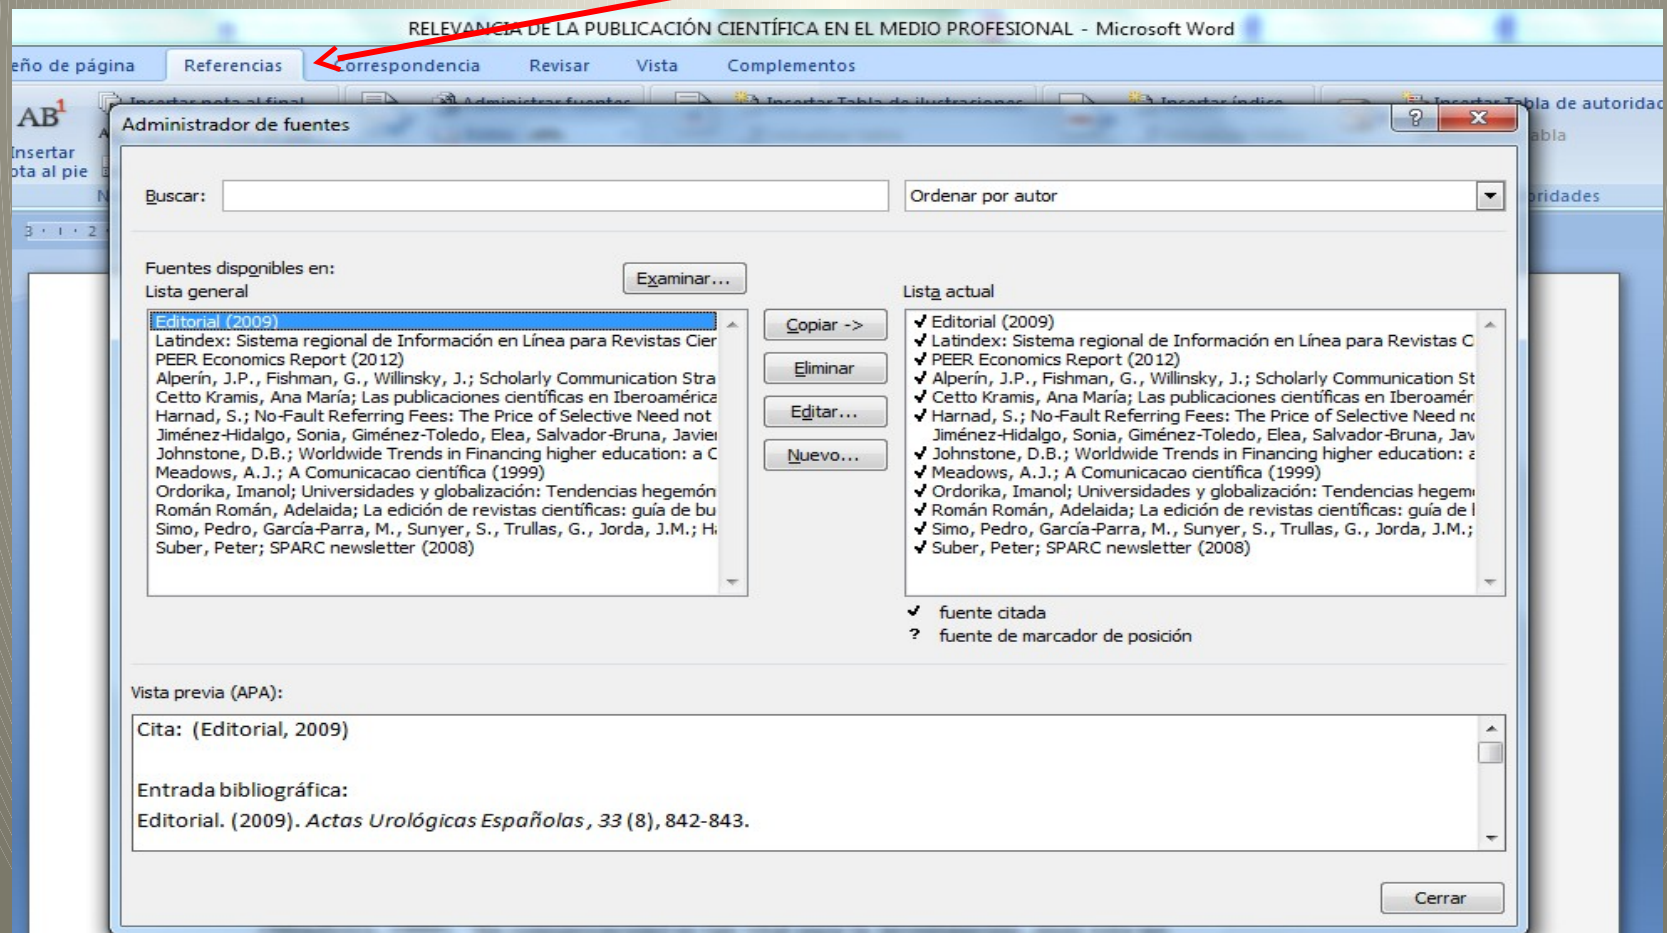 RELEVANCIA DE LA PUBLICACIÓN CIENTÍFICA EN EL MEDIO PROFESIONAL - Microsoft Word
eño de página Referencias Correspondencia Revisar Vista Complementos
Insertar nota al final Administrar fuentes Insertar Tabla de ilustraciones Insertar índice Insertar Tabla de autoridad
AB1
Insertar
ota al pie
abla
oridades
3 · ı · 2
Administrador de fuentes
Buscar: Ordenar por autor
Fuentes disponibles en:
Lista general
Examinar...
Editorial (2009)
Latindex: Sistema regional de Información en Línea para Revistas Cier
PEER Economics Report (2012)
Alperín, J.P., Fishman, G., Willinsky, J.; Scholarly Communication Stra
Cetto Kramis, Ana María; Las publicaciones científicas en Iberoamérica
Harnad, S.; No-Fault Referring Fees: The Price of Selective Need not
Jiménez-Hidalgo, Sonia, Giménez-Toledo, Elea, Salvador-Bruna, Javier
Johnstone, D.B.; Worldwide Trends in Financing higher education: a C
Meadows, A.J.; A Comunicacao científica (1999)
Ordorika, Imanol; Universidades y globalización: Tendencias hegemón
Román Román, Adelaida; La edición de revistas científicas: guía de bu
Simo, Pedro, García-Parra, M., Sunyer, S., Trullas, G., Jorda, J.M.; H
Suber, Peter; SPARC newsletter (2008)
Copiar ->
Eliminar
Editar...
Nuevo...
Lista actual
✓ Editorial (2009)
✓ Latindex: Sistema regional de Información en Línea para Revistas C
✓ PEER Economics Report (2012)
✓ Alperín, J.P., Fishman, G., Willinsky, J.; Scholarly Communication St
✓ Cetto Kramis, Ana María; Las publicaciones científicas en Iberoamér
✓ Harnad, S.; No-Fault Referring Fees: The Price of Selective Need no
Jiménez-Hidalgo, Sonia, Giménez-Toledo, Elea, Salvador-Bruna, Jav
✓ Johnstone, D.B.; Worldwide Trends in Financing higher education: a
✓ Meadows, A.J.; A Comunicacao científica (1999)
✓ Ordorika, Imanol; Universidades y globalización: Tendencias hegem
✓ Román Román, Adelaida; La edición de revistas científicas: guía de
✓ Simo, Pedro, García-Parra, M., Sunyer, S., Trullas, G., Jorda, J.M.;
✓ Suber, Peter; SPARC newsletter (2008)
✓ fuente citada
? fuente de marcador de posición
Vista previa (APA):
Cita: (Editorial, 2009)
Entrada bibliográfica:
Editorial. (2009). Actas Urológicas Españolas, 33 (8), 842-843.
Cerrar